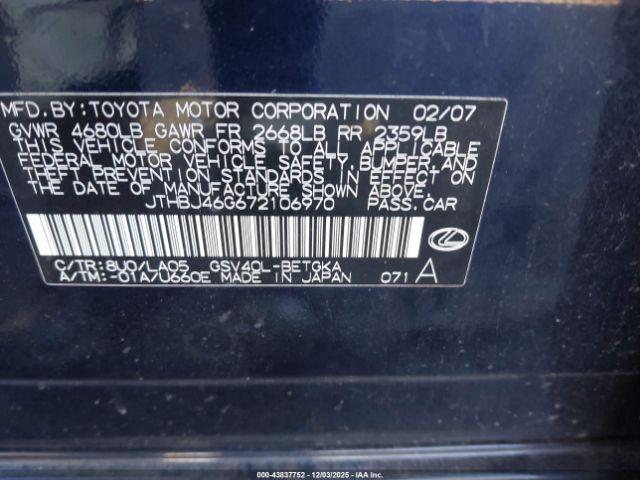 MFD. BY: TOYOTA MOTOR CORPORATION 02/07
GVWR 4680LB GAWR FR 2668LB RR 2359LB
THIS VEHICLE CONFORMS TO ALL APPLICABLE
FEDERAL MOTOR VEHICLE SAFETY, BUMPER, AND
THEFT PREVENTION STANDARDS IN EFFECT ON
THE DATE OF MANUFACTURE SHOWN ABOVE.
JTHBJ46G672106970 PASS. CAR
C/TR: 8U0/LA05 GSV40L-BETGKA
A/TM: -01A/U660E MADE IN JAPAN 071 A
000-43837752 - 12/03/2025 - IAAI Inc.